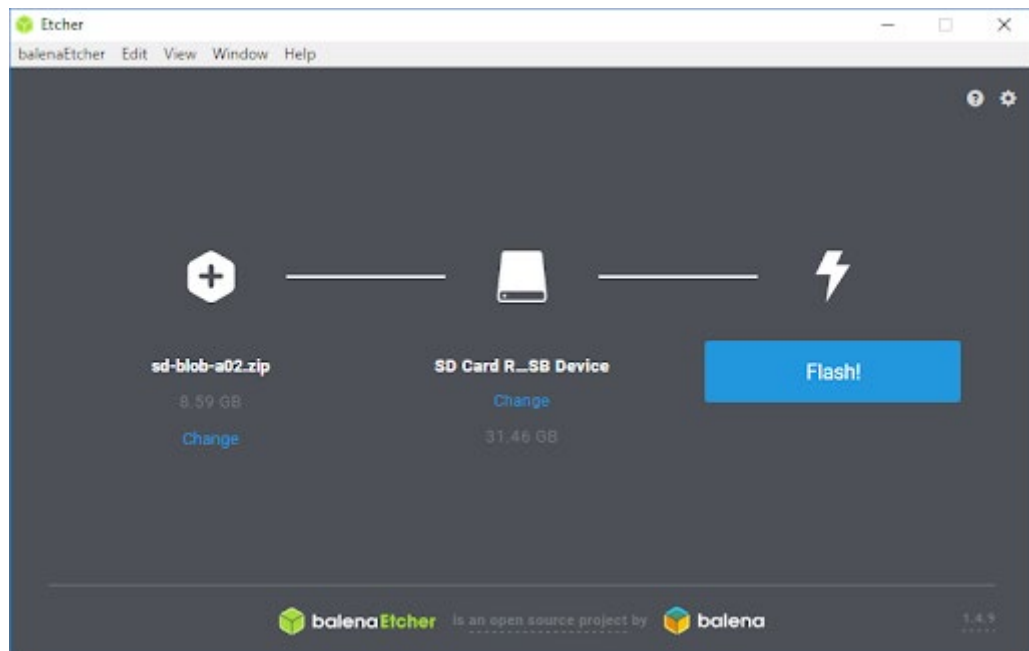 Etcher
balenaEtcher Edit View Window Help
sd-blob-a02.zip
8.59 GB
Change
SD Card R...SB Device
Change
31.46 GB
Flash!
balenaEtcher is an open source project by balena
1.4.9